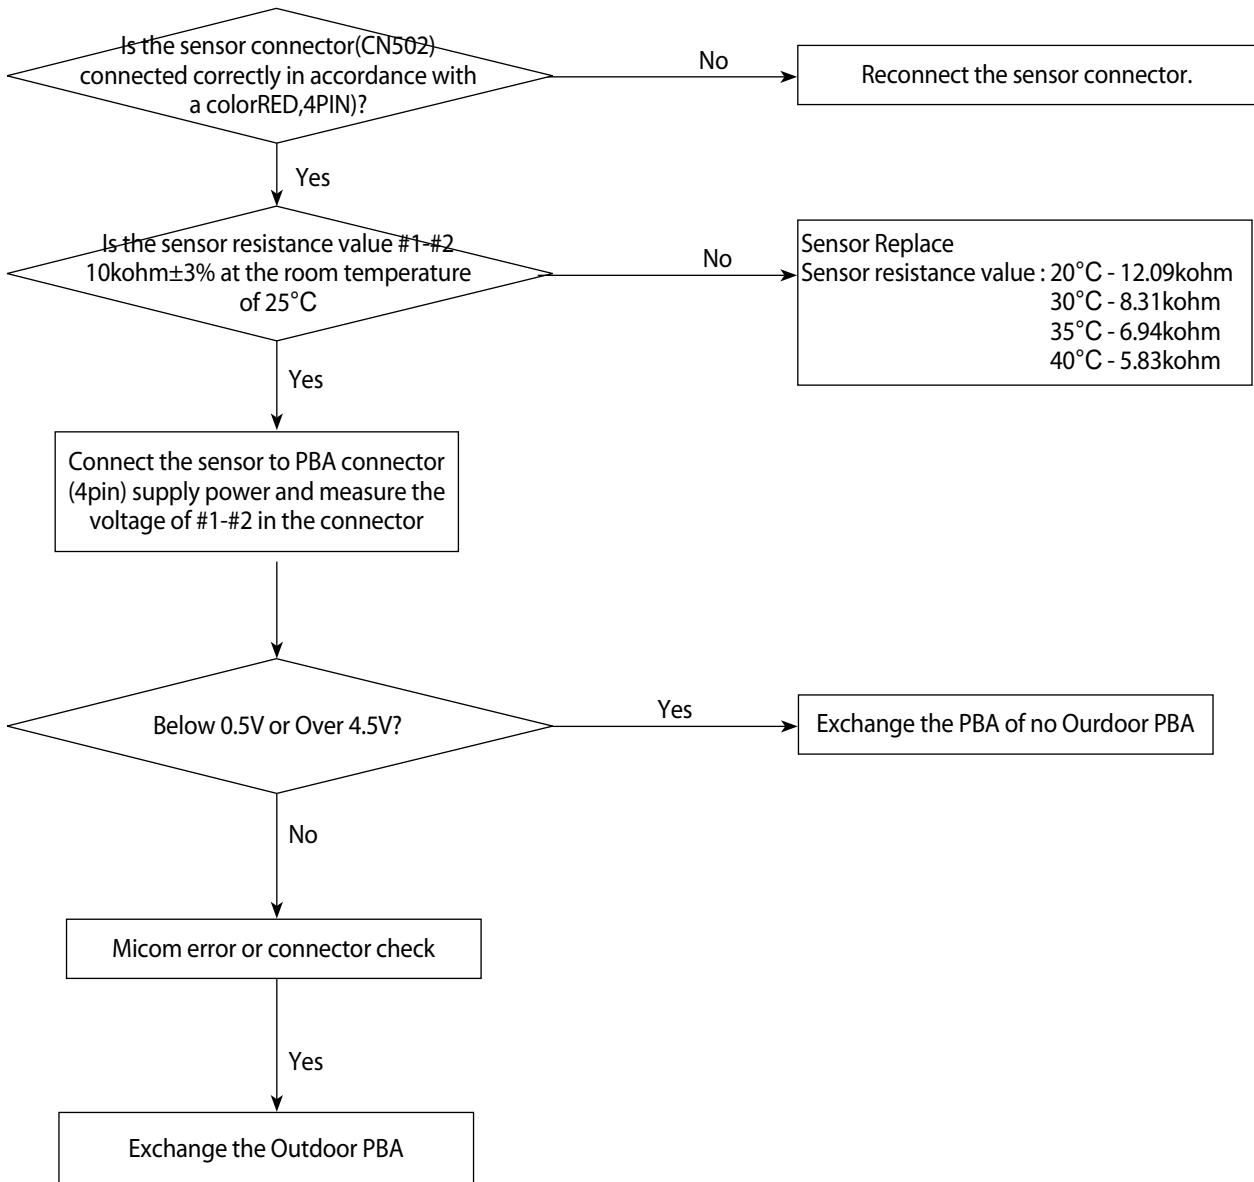 Is the sensor connector(CN502)
connected correctly in accordance with
a colorRED,4PIN)?
No
Reconnect the sensor connector.
Yes
Is the sensor resistance value #1-#2
10kohm±3% at the room temperature
of 25°C
No
Sensor Replace
Sensor resistance value : 20°C - 12.09kohm
30°C - 8.31kohm
35°C - 6.94kohm
40°C - 5.83kohm
Yes
Connect the sensor to PBA connector
(4pin) supply power and measure the
voltage of #1-#2 in the connector
Below 0.5V or Over 4.5V?
Yes
Exchange the PBA of no Ourdoor PBA
No
Micom error or connector check
Yes
Exchange the Outdoor PBA